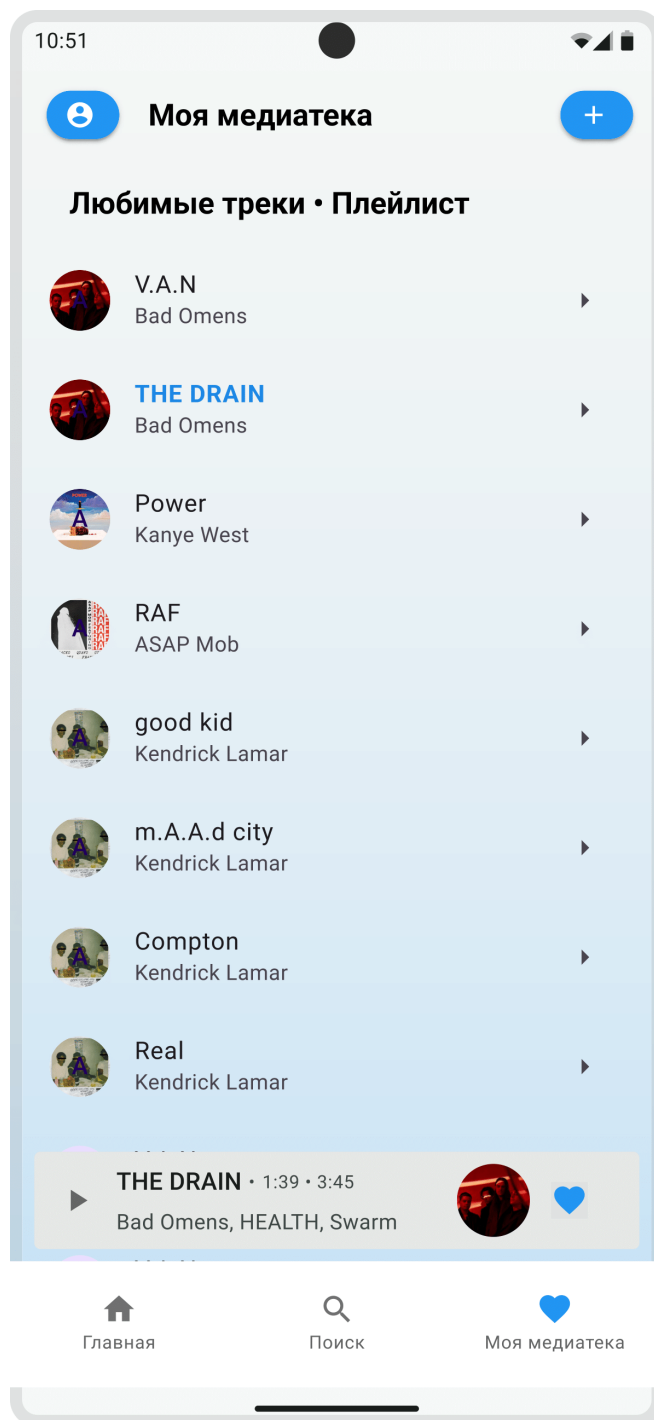 10:51
Моя медиатека
Любимые треки • Плейлист
V.A.N
Bad Omens
THE DRAIN
Bad Omens
Power
Kanye West
RAF
ASAP Mob
good kid
Kendrick Lamar
m.A.A.d city
Kendrick Lamar
Compton
Kendrick Lamar
Real
Kendrick Lamar
THE DRAIN • 1:39 • 3:45
Bad Omens, HEALTH, Swarm
Главная
Поиск
Моя медиатека